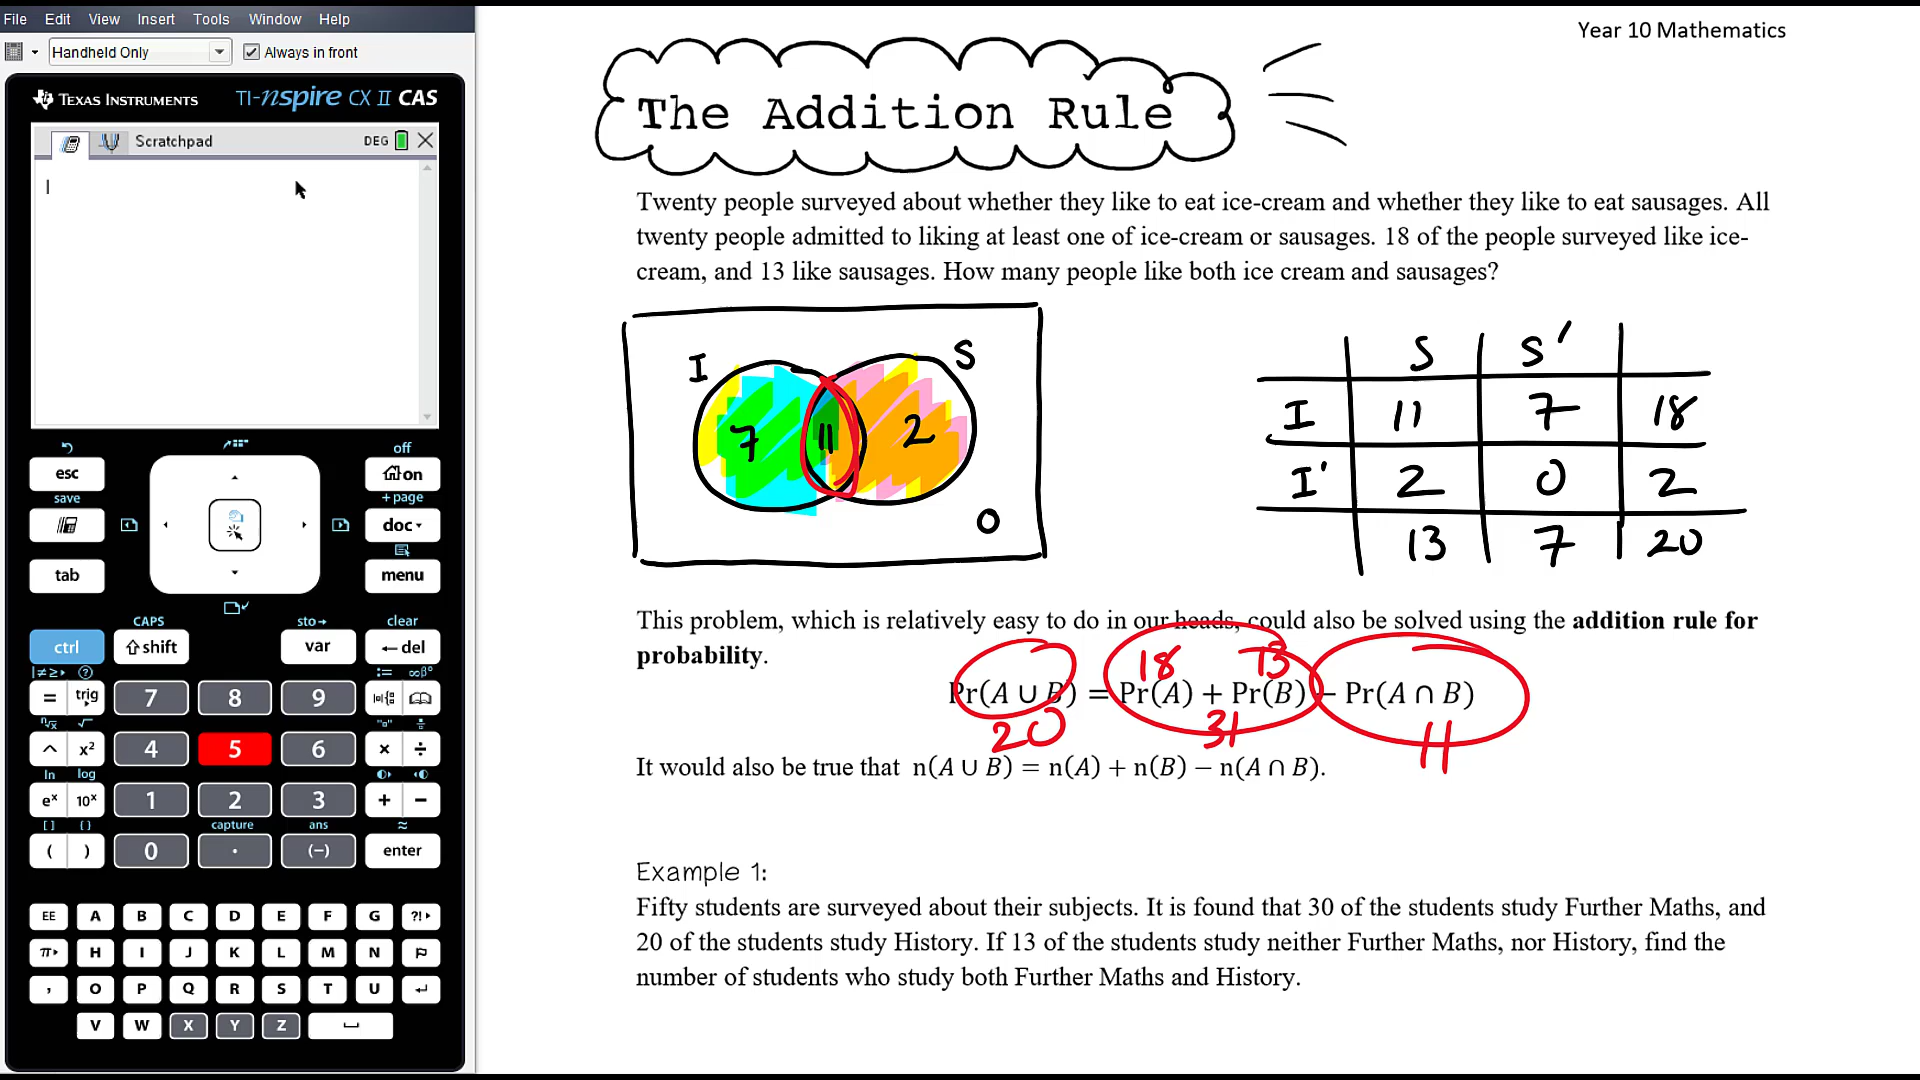 File Edit View Insert Tools Window Help
Handheld Only Always in front
TEXAS INSTRUMENTS TI-nspire CX II CAS
Scratchpad DEG
off
esc on
save + page
doc
tab menu
CAPS sto→ clear
ctrl shift var ←del
= trig 7 8 9
^ x² 4 5 6 × ÷
ln log
eˣ 10ˣ 1 2 3 + −
[ ] { } capture ans ≈
( ) 0 . (−) enter
EE A B C D E F G ?!
π H I J K L M N
, O P Q R S T U
V W X Y Z
Year 10 Mathematics
The Addition Rule
Twenty people surveyed about whether they like to eat ice-cream and whether they like to eat sausages. All
twenty people admitted to liking at least one of ice-cream or sausages. 18 of the people surveyed like ice-
cream, and 13 like sausages. How many people like both ice cream and sausages?
I S
7 11 2
0
S S'
I 11 7 18
I' 2 0 2
13 7 20
This problem, which is relatively easy to do in our heads, could also be solved using the addition rule for
probability.
18 13
Pr(A ∪ B) = Pr(A) + Pr(B) − Pr(A ∩ B)
20 31 11
It would also be true that n(A ∪ B) = n(A) + n(B) − n(A ∩ B).
Example 1:
Fifty students are surveyed about their subjects. It is found that 30 of the students study Further Maths, and
20 of the students study History. If 13 of the students study neither Further Maths, nor History, find the
number of students who study both Further Maths and History.